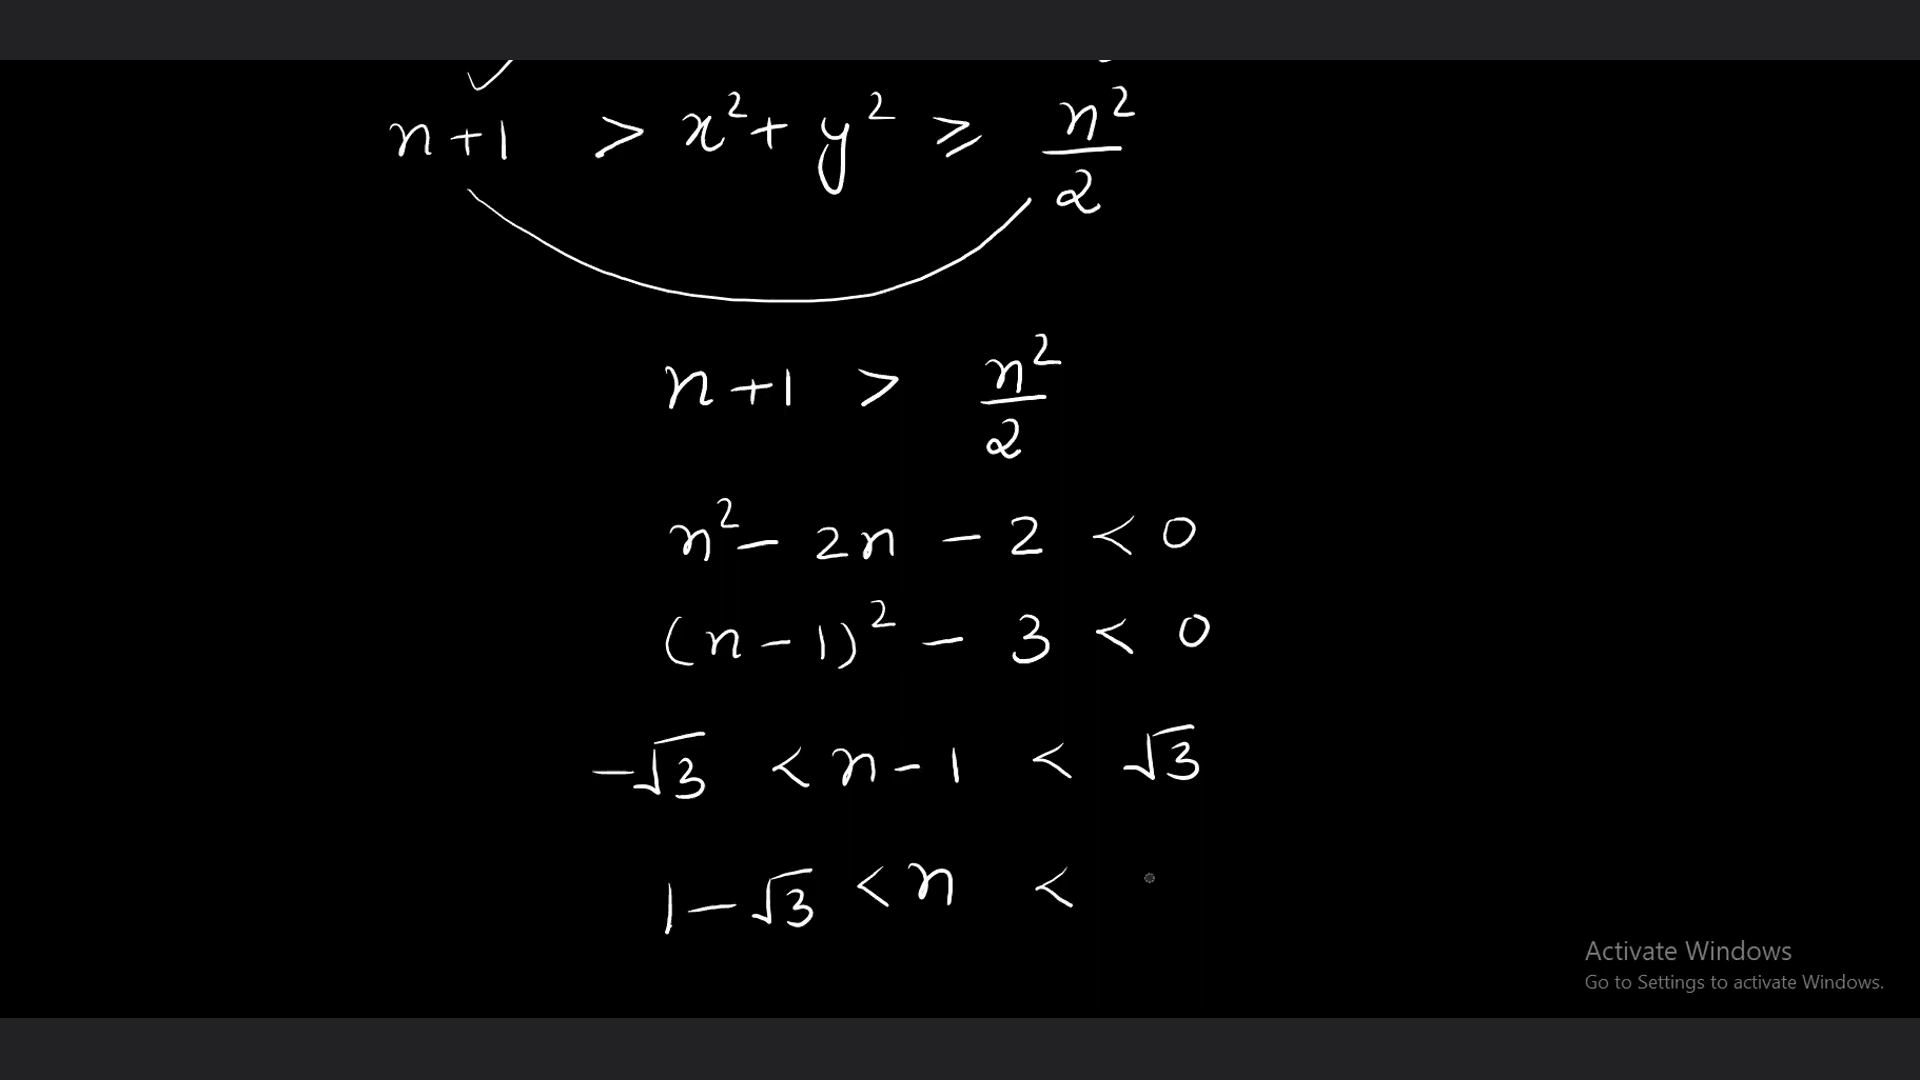 n+1 > x²+ y² ≥ n²/2
n+1 > n²/2
n² - 2n - 2 < 0
(n-1)² - 3 < 0
-√3 < n-1 < √3
1-√3 < n <
Activate Windows
Go to Settings to activate Windows.